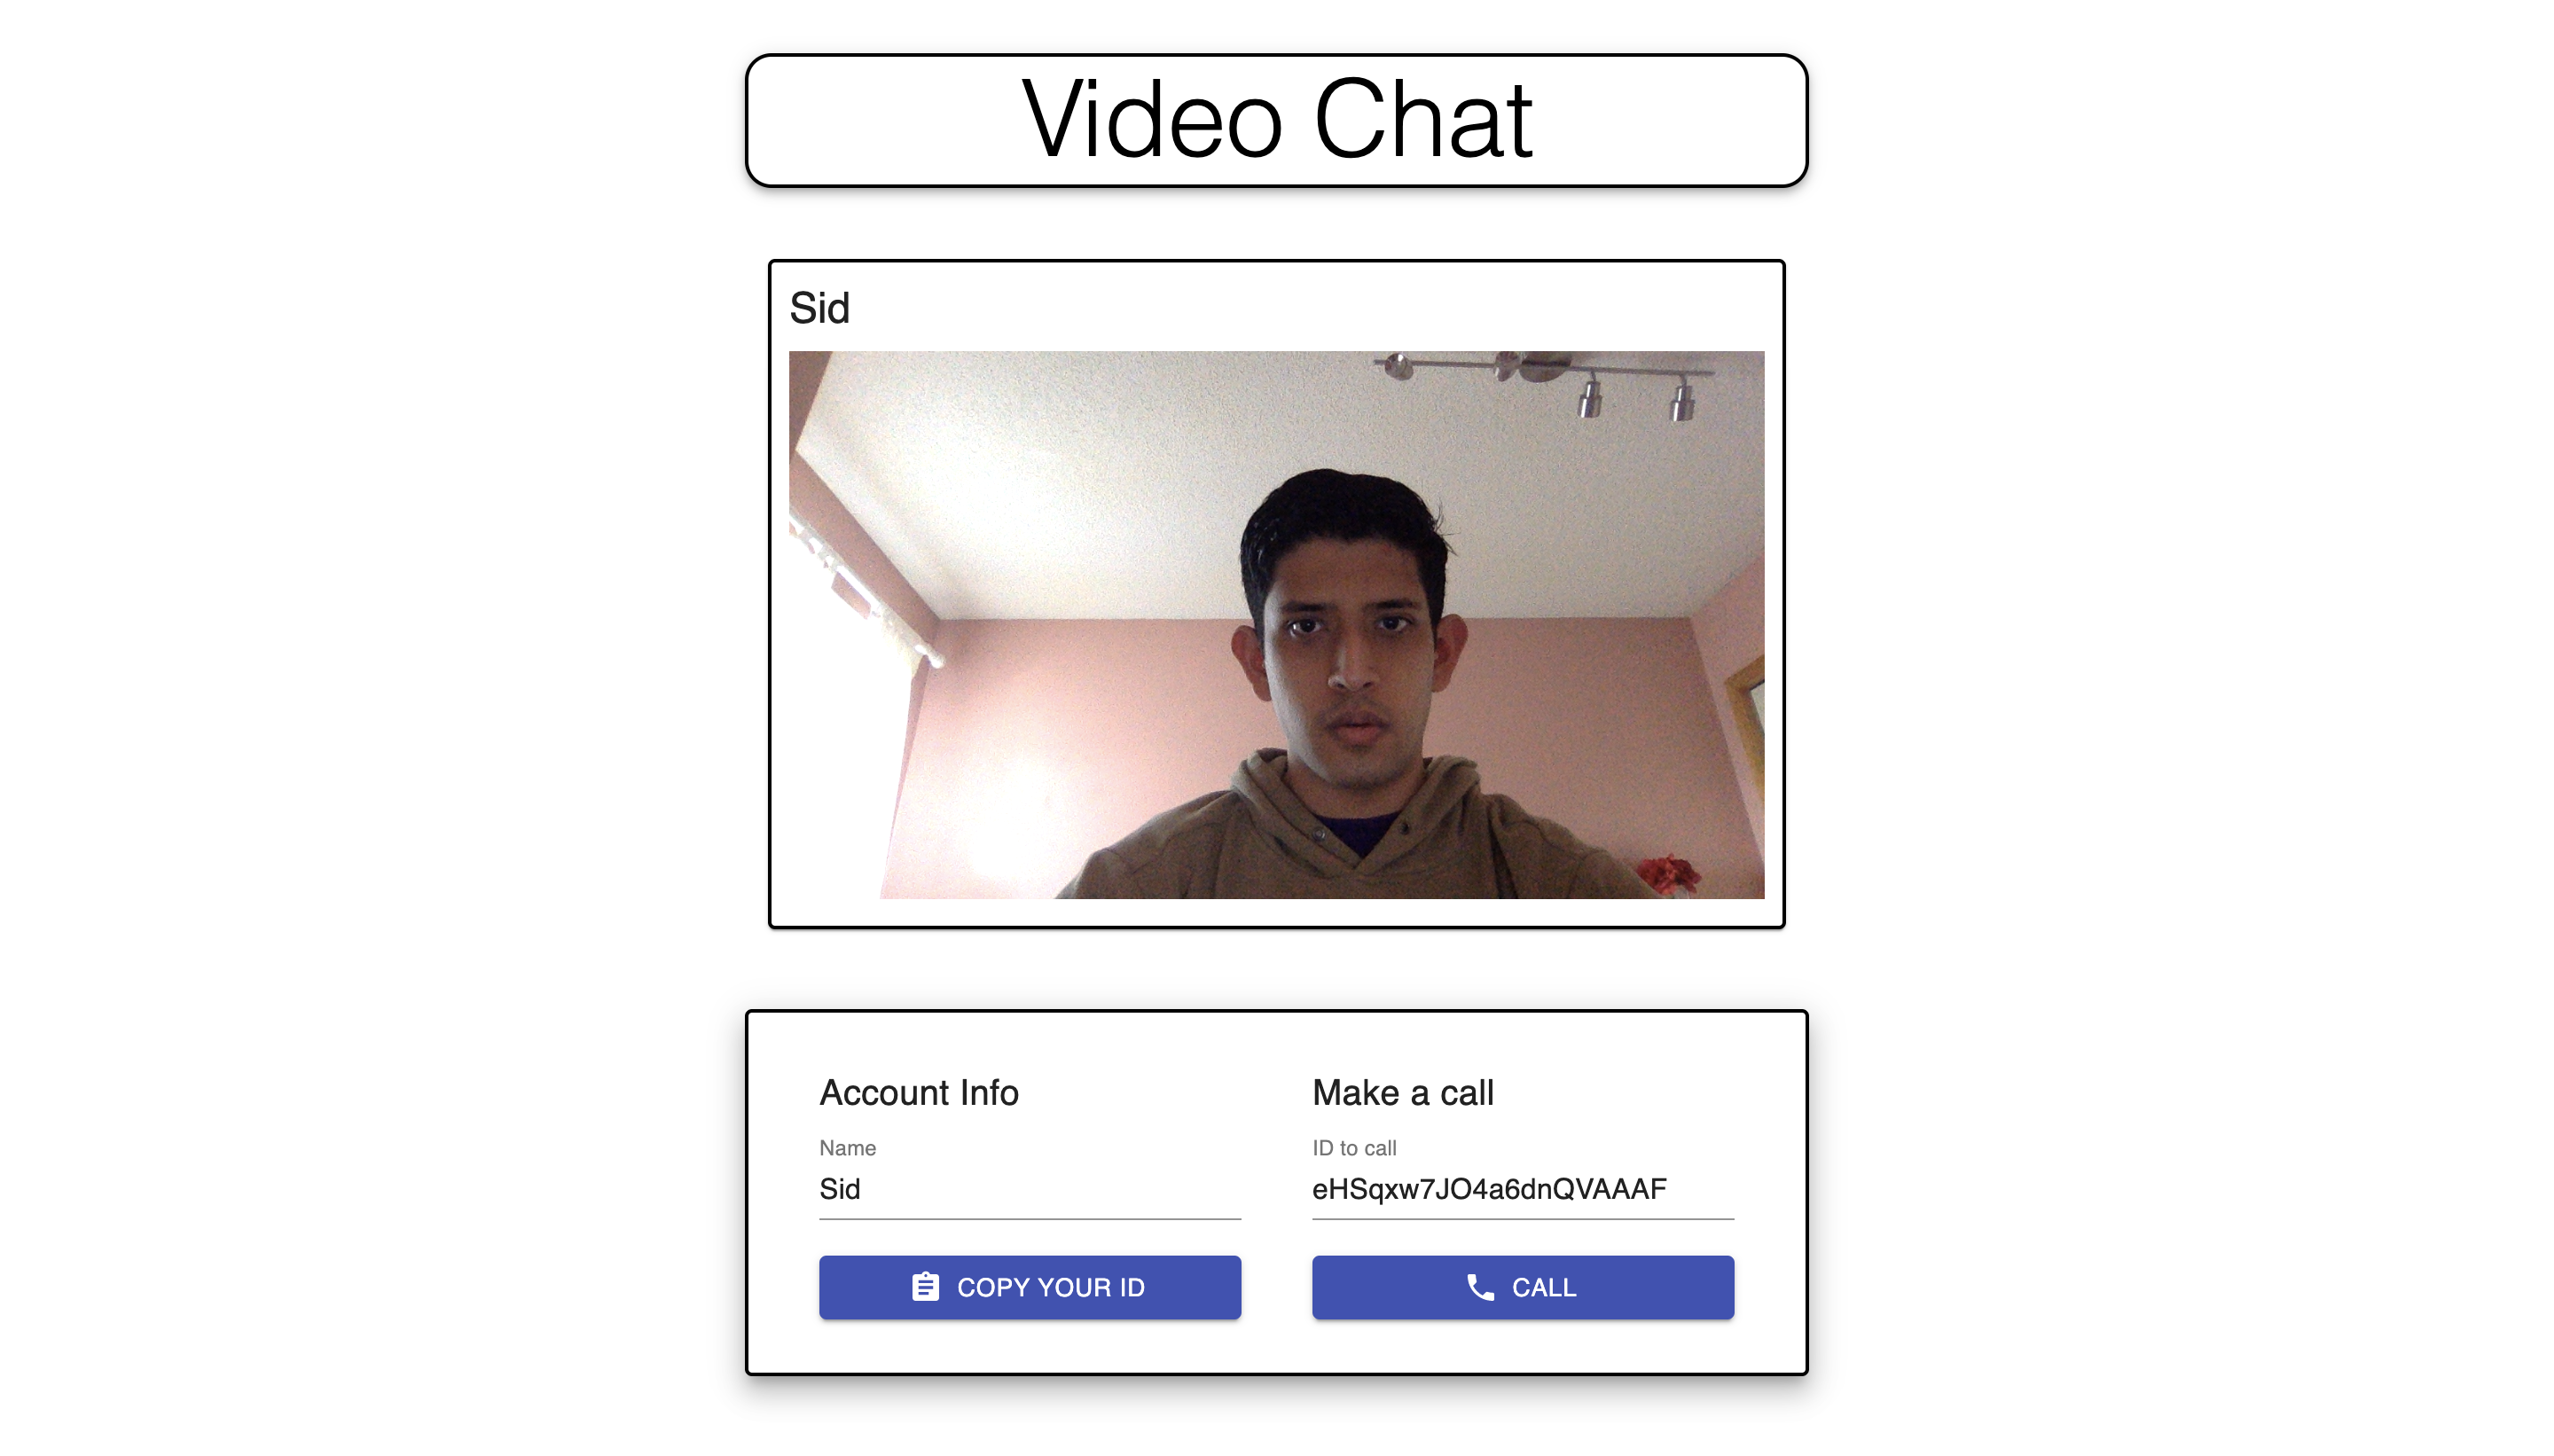 Video Chat
Sid
Account Info
Make a call
Name
ID to call
Sid
eHSqxw7JO4a6dnQVAAAF
COPY YOUR ID
CALL